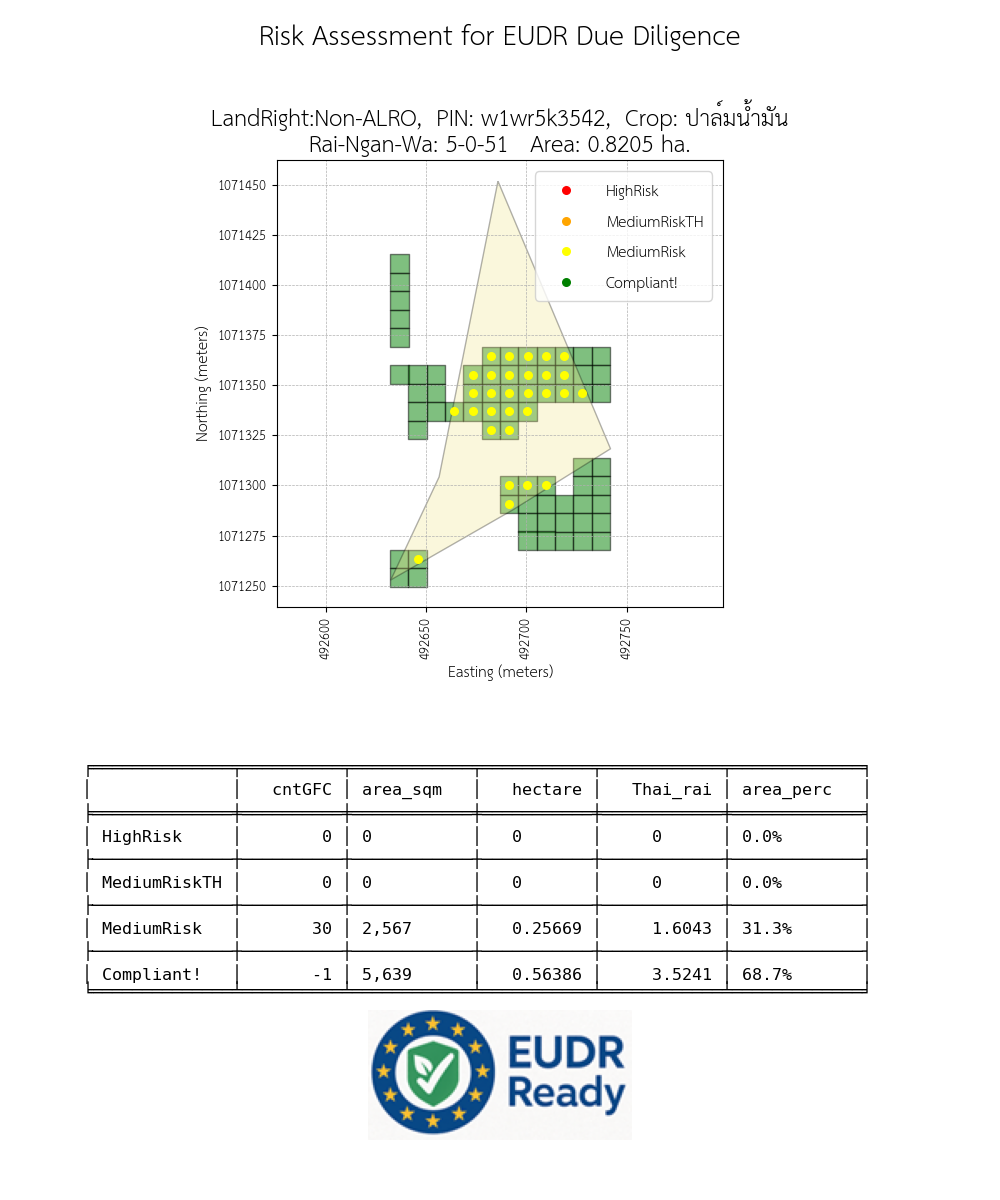 Risk Assessment for EUDR Due Diligence
LandRight:Non-ALRO, PIN: w1wr5k3542, Crop: ปาล์มน้ำมัน
Rai-Ngan-Wa: 5-0-51 Area: 0.8205 ha.
HighRisk
MediumRiskTH
MediumRisk
Compliant!
Northing (meters)
1071450
1071425
1071400
1071375
1071350
1071325
1071300
1071275
1071250
492600 492650 492700 492750
Easting (meters)
cntGFC area_sqm hectare Thai_rai area_perc
HighRisk 0 0 0 0 0.0%
MediumRiskTH 0 0 0 0 0.0%
MediumRisk 30 2,567 0.25669 1.6043 31.3%
Compliant! -1 5,639 0.56386 3.5241 68.7%
EUDR
Ready